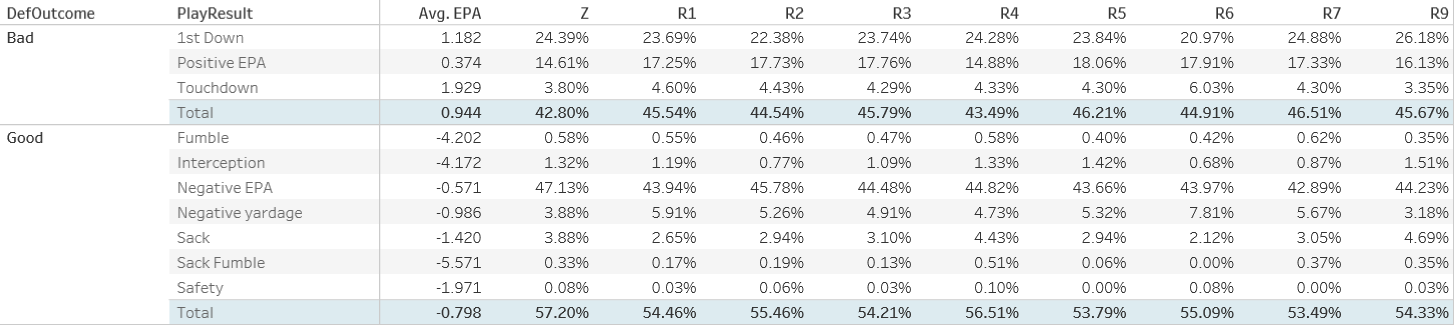 DefOutcome PlayResult Avg. EPA Z R1 R2 R3 R4 R5 R6 R7 R9
Bad 1st Down 1.182 24.39% 23.69% 22.38% 23.74% 24.28% 23.84% 20.97% 24.88% 26.18%
Positive EPA 0.374 14.61% 17.25% 17.73% 17.76% 14.88% 18.06% 17.91% 17.33% 16.13%
Touchdown 1.929 3.80% 4.60% 4.43% 4.29% 4.33% 4.30% 6.03% 4.30% 3.35%
Total 0.944 42.80% 45.54% 44.54% 45.79% 43.49% 46.21% 44.91% 46.51% 45.67%
Good Fumble -4.202 0.58% 0.55% 0.46% 0.47% 0.58% 0.40% 0.42% 0.62% 0.35%
Interception -4.172 1.32% 1.19% 0.77% 1.09% 1.33% 1.42% 0.68% 0.87% 1.51%
Negative EPA -0.571 47.13% 43.94% 45.78% 44.48% 44.82% 43.66% 43.97% 42.89% 44.23%
Negative yardage -0.986 3.88% 5.91% 5.26% 4.91% 4.73% 5.32% 7.81% 5.67% 3.18%
Sack -1.420 3.88% 2.65% 2.94% 3.10% 4.43% 2.94% 2.12% 3.05% 4.69%
Sack Fumble -5.571 0.33% 0.17% 0.19% 0.13% 0.51% 0.06% 0.00% 0.37% 0.35%
Safety -1.971 0.08% 0.03% 0.06% 0.03% 0.10% 0.00% 0.08% 0.00% 0.03%
Total -0.798 57.20% 54.46% 55.46% 54.21% 56.51% 53.79% 55.09% 53.49% 54.33%